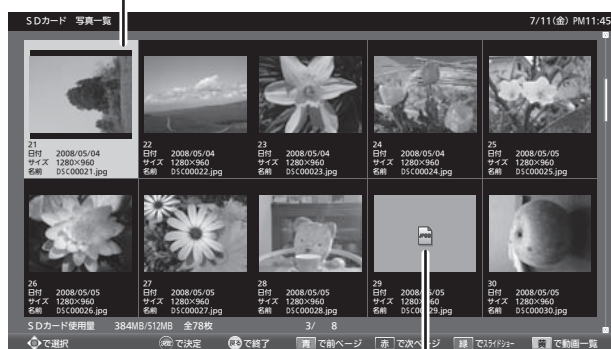 SDカード 写真一覧 7/11(金) PM11:45
21
日付 2008/05/04
サイズ 1280×960
名前 DSC00021.jpg
22
日付 2008/05/04
サイズ 1280×960
名前 DSC00022.jpg
23
日付 2008/05/04
サイズ 1280×960
名前 DSC00023.jpg
24
日付 2008/05/04
サイズ 1280×960
名前 DSC00024.jpg
25
日付 2008/05/05
サイズ 1280×960
名前 DSC00025.jpg
26
日付 2008/05/05
サイズ 1280×960
名前 DSC00026.jpg
27
日付 2008/05/05
サイズ 1280×960
名前 DSC00027.jpg
28
日付 2008/05/05
サイズ 1280×960
名前 DSC00028.jpg
JPEG
29
日付 2008/05/05
サイズ 1280×960
名前 DSC00029.jpg
30
日付 2008/05/05
サイズ 1280×960
名前 DSC00030.jpg
SDカード使用量 384MB/512MB 全78枚 3/ 8
で選択 決定 で決定 戻る で終了 青 で前ページ 赤 で次ページ 緑 でスライドショー 黄 で動画一覧